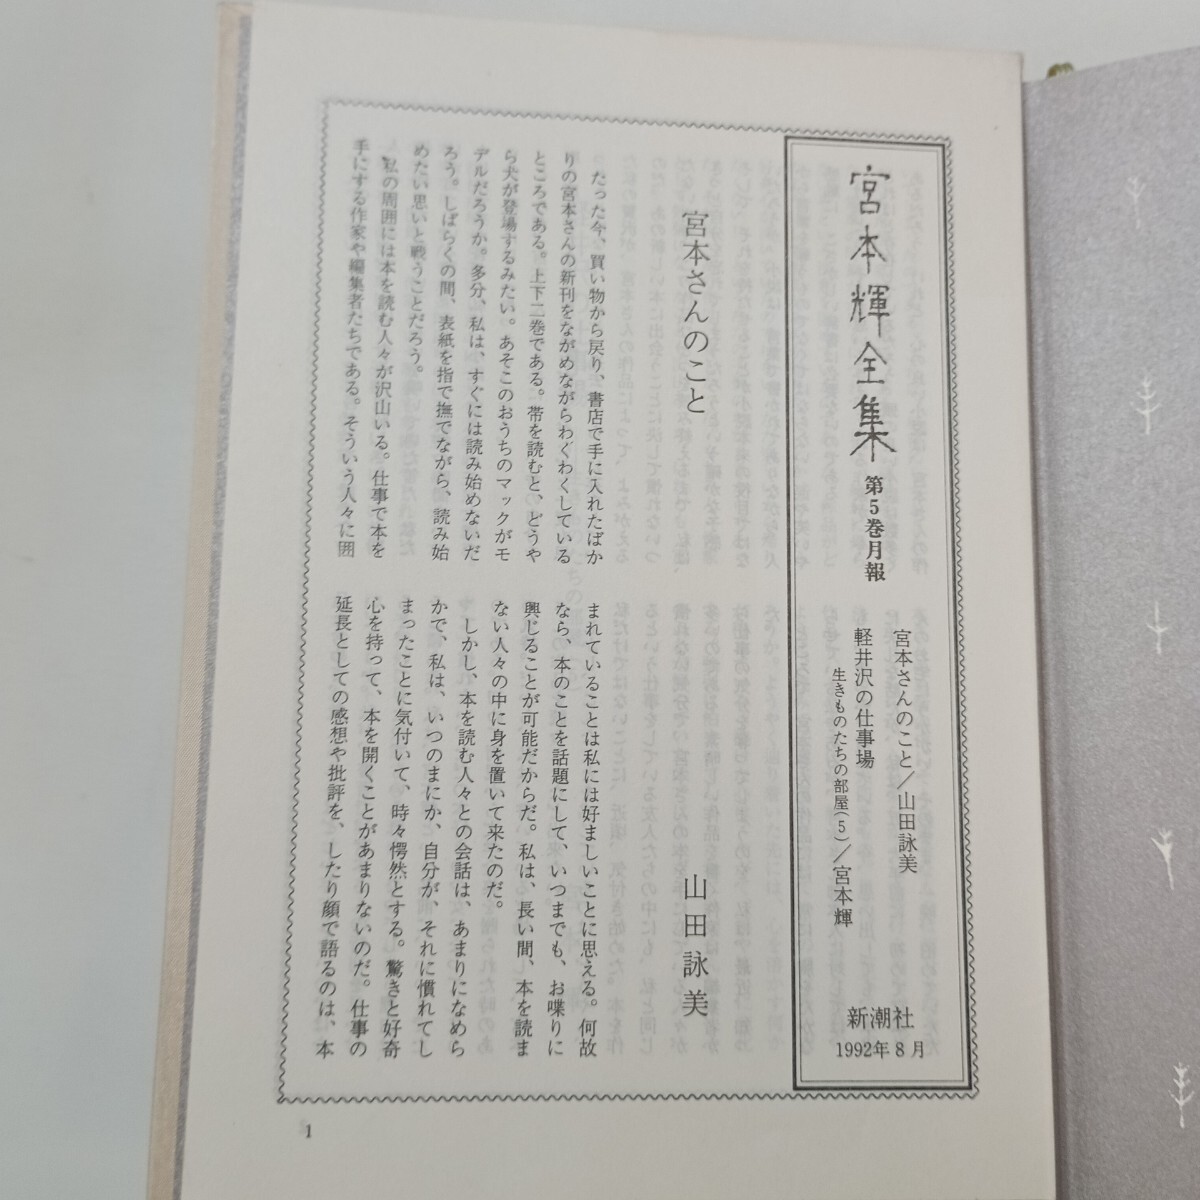 宮本輝全集 第5巻月報
宮本さんのこと/山田詠美
軽井沢の仕事場
生きものたちの部屋(5)/宮本輝
新潮社
1992年8月
宮本さんのこと
山田詠美
たった今、買い物から戻り、書店で手に入れたばか
りの宮本さんの新刊をながめながらわくわくしている
ところである。上下二巻である。帯を読むと、どうや
ら犬が登場するみたい。あそこのおうちのマックがモ
デルだろうか。多分、私は、すぐには読み始めないだ
ろう。しばらくの間、表紙を指で撫でながら、読み始
めたい思いと戦うことだろう。
私の周囲には本を読む人々が沢山いる。仕事で本を
手にする作家や編集者たちである。そういう人々に囲
まれていることは私には好ましいことに思える。何故
なら、本のことを話題にして、いつまでも、お喋りに
興じることが可能だからだ。私は、長い間、本を読ま
ない人々の中に身を置いて来たのだ。
しかし、本を読む人々との会話は、あまりになめら
かで、私は、いつのまにか、自分が、それに慣れてし
まったことに気付いて、時々愕然とする。驚きと好奇
心を持って、本を開くことがあまりないのだ。仕事の
延長としての感想や批評を、したり顔で語るのは、本
1